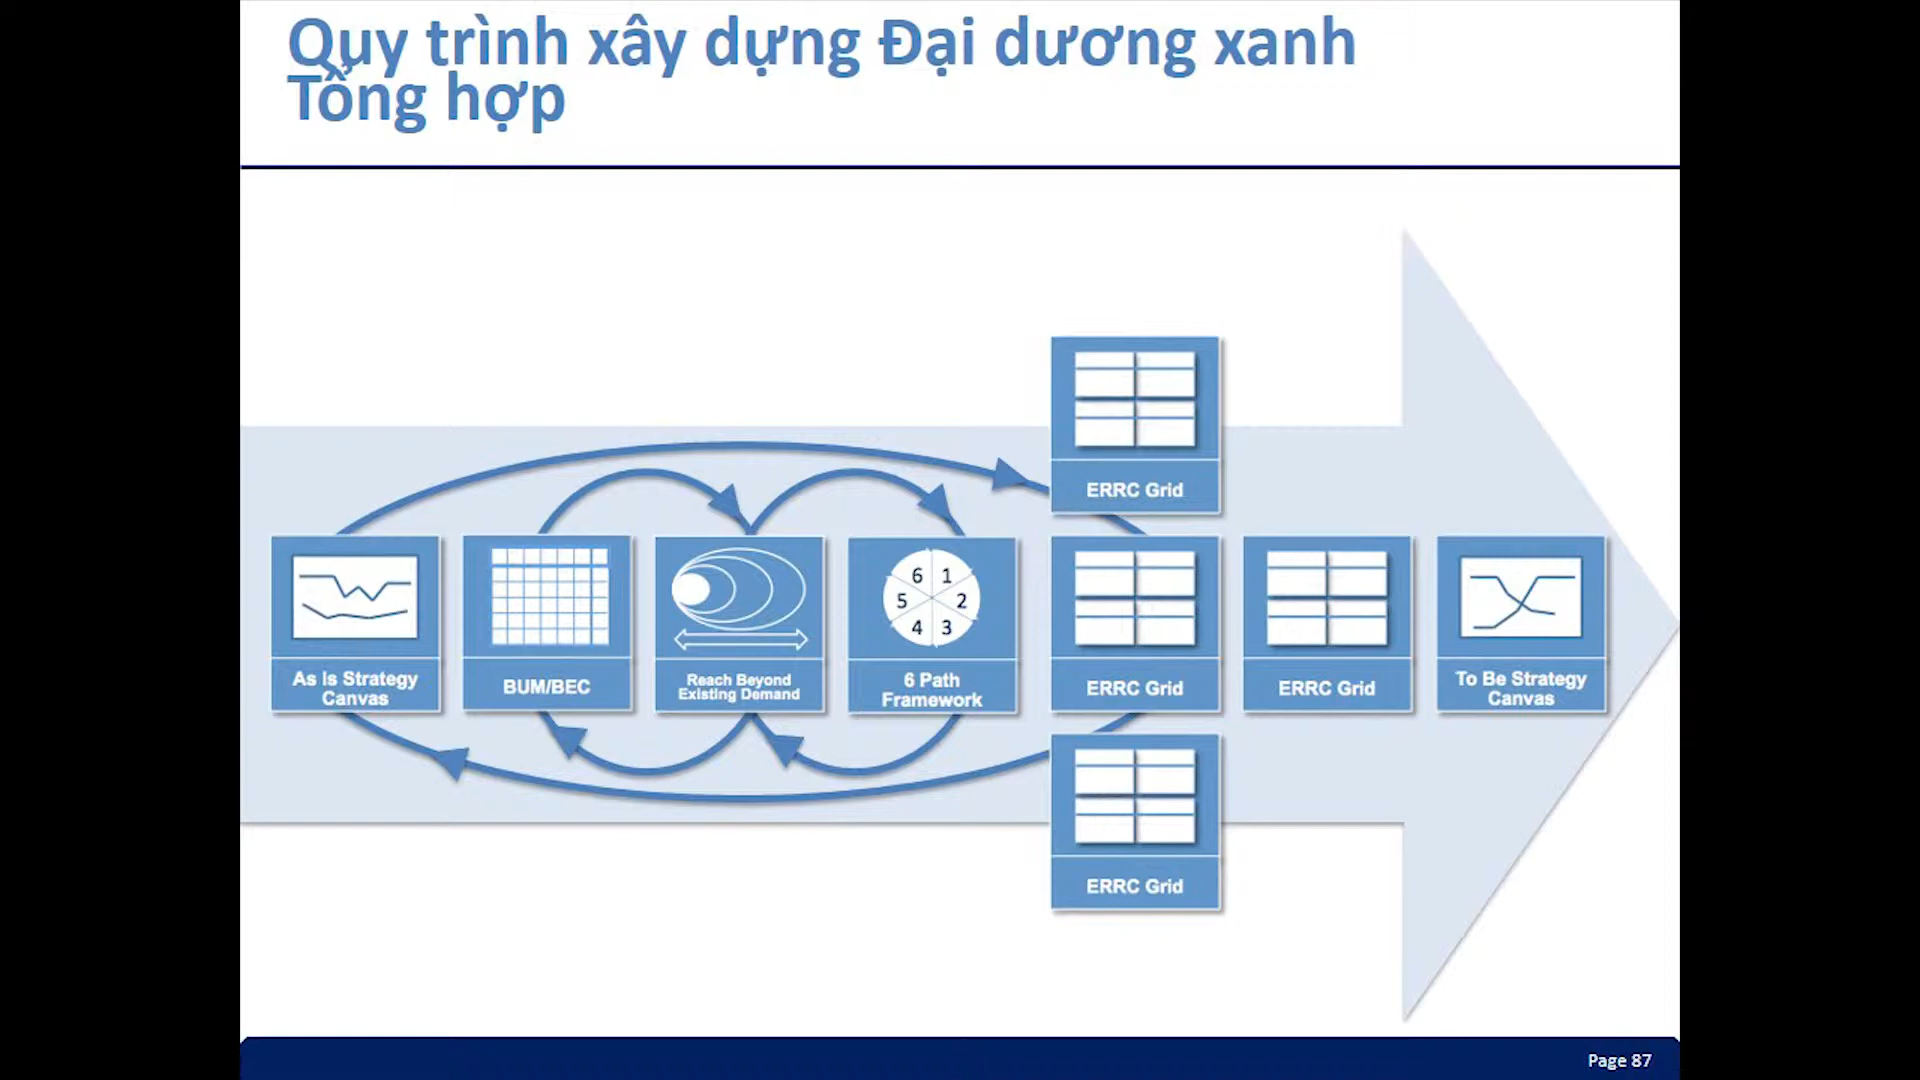 Quy trình xây dựng Đại dương xanh
Tổng hợp
ERRC Grid
As Is Strategy
Canvas
BUM/BEC
Reach Beyond
Existing Demand
6 1
5 2
4 3
6 Path
Framework
ERRC Grid
ERRC Grid
To Be Strategy
Canvas
ERRC Grid
Page 87